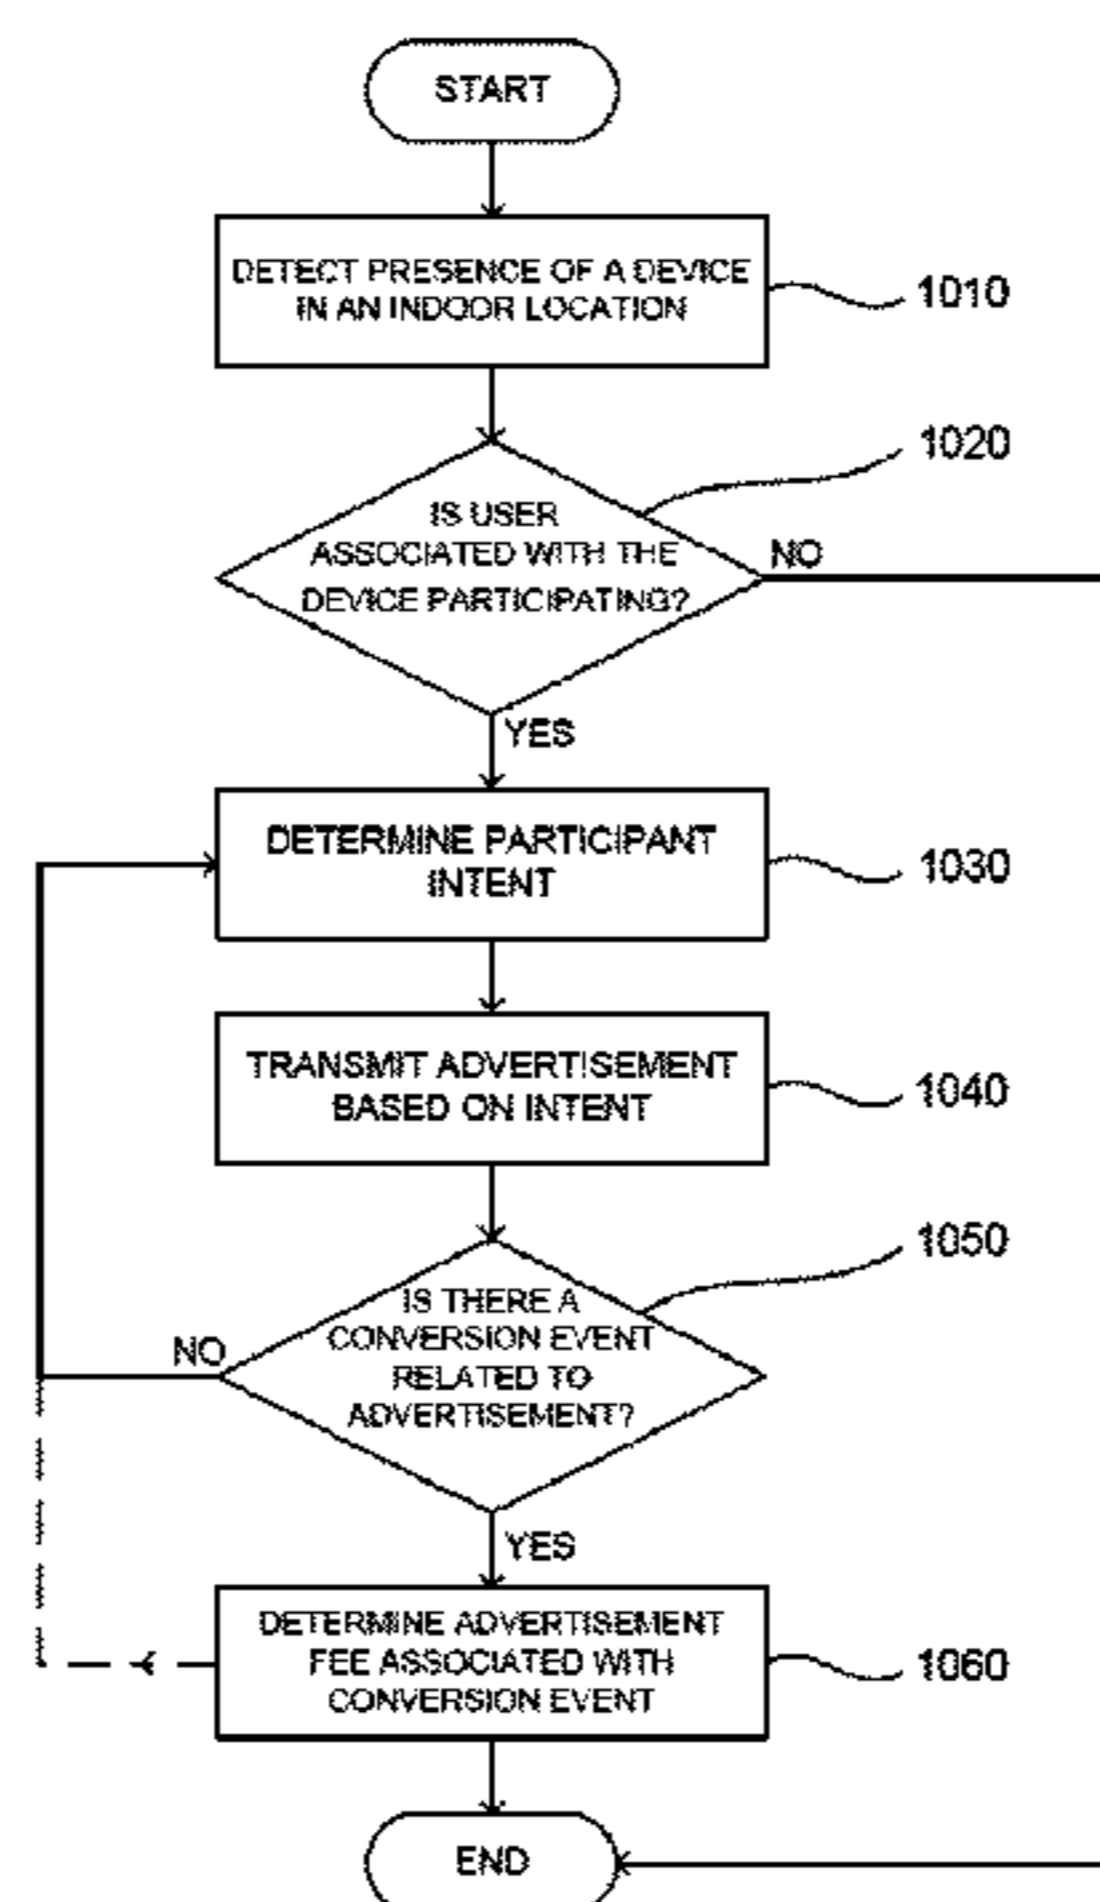 START
DETECT PRESENCE OF A DEVICE
IN AN INDOOR LOCATION
1010
1020
IS USER
ASSOCIATED WITH THE
DEVICE PARTICIPATING?
NO
YES
DETERMINE PARTICIPANT
INTENT
1030
TRANSMIT ADVERTISEMENT
BASED ON INTENT
1040
1050
IS THERE A
CONVERSION EVENT
RELATED TO
ADVERTISEMENT?
NO
YES
DETERMINE ADVERTISEMENT
FEE ASSOCIATED WITH
CONVERSION EVENT
1060
END